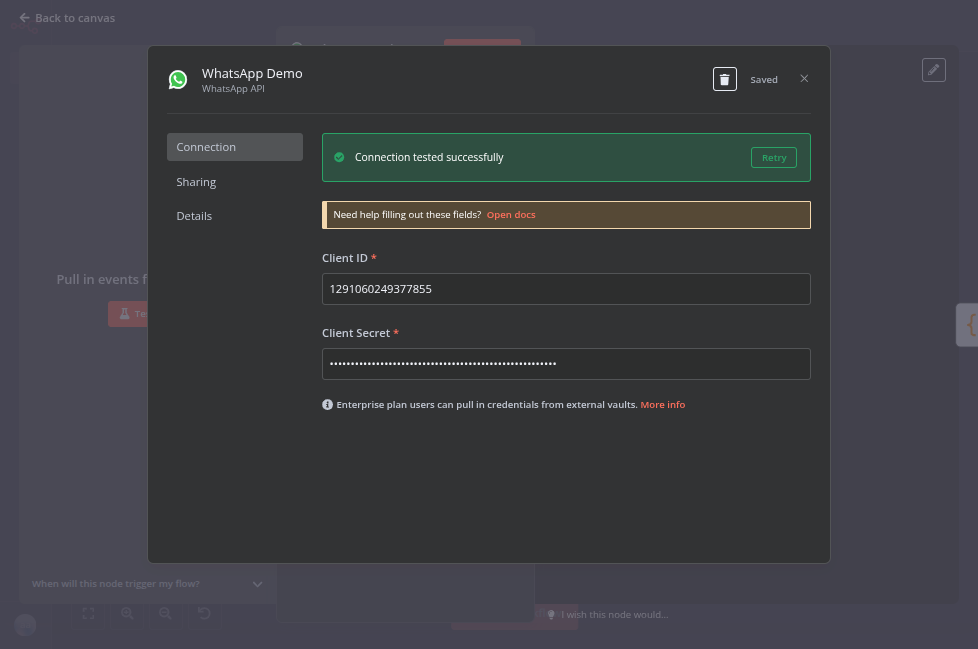 Back to canvas
WhatsApp Demo
WhatsApp API
Saved
Connection
Sharing
Details
Connection tested successfully
Retry
Need help filling out these fields? Open docs
Client ID *
1291060249377855
Client Secret *
••••••••••••••••••••••••••••••••••••••••••••••••••••••
Enterprise plan users can pull in credentials from external vaults. More info
Pull in events f
When will this node trigger my flow?
I wish this node would...
{